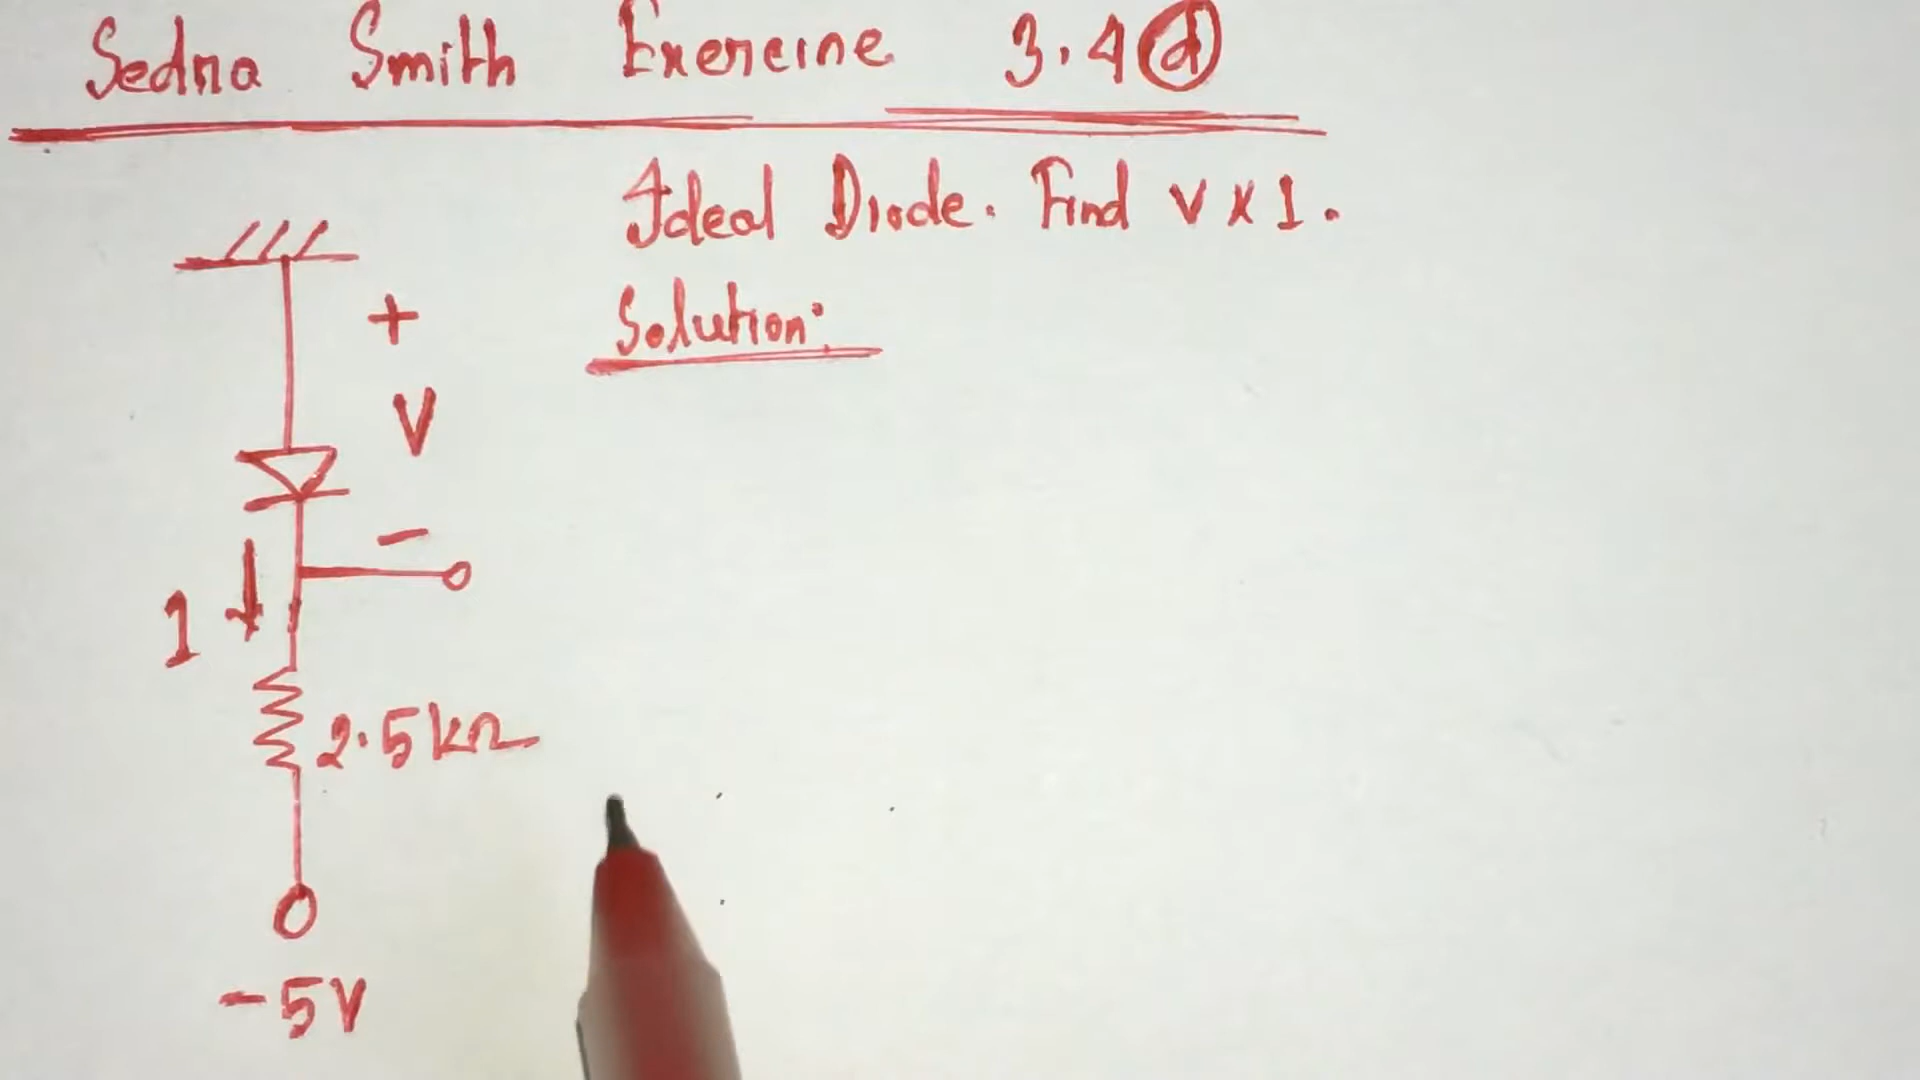 Sedra Smith Exercise 3.4 (d)
Ideal Diode. Find V & I.
Solution:
+
V
-
I
2.5kΩ
-5V